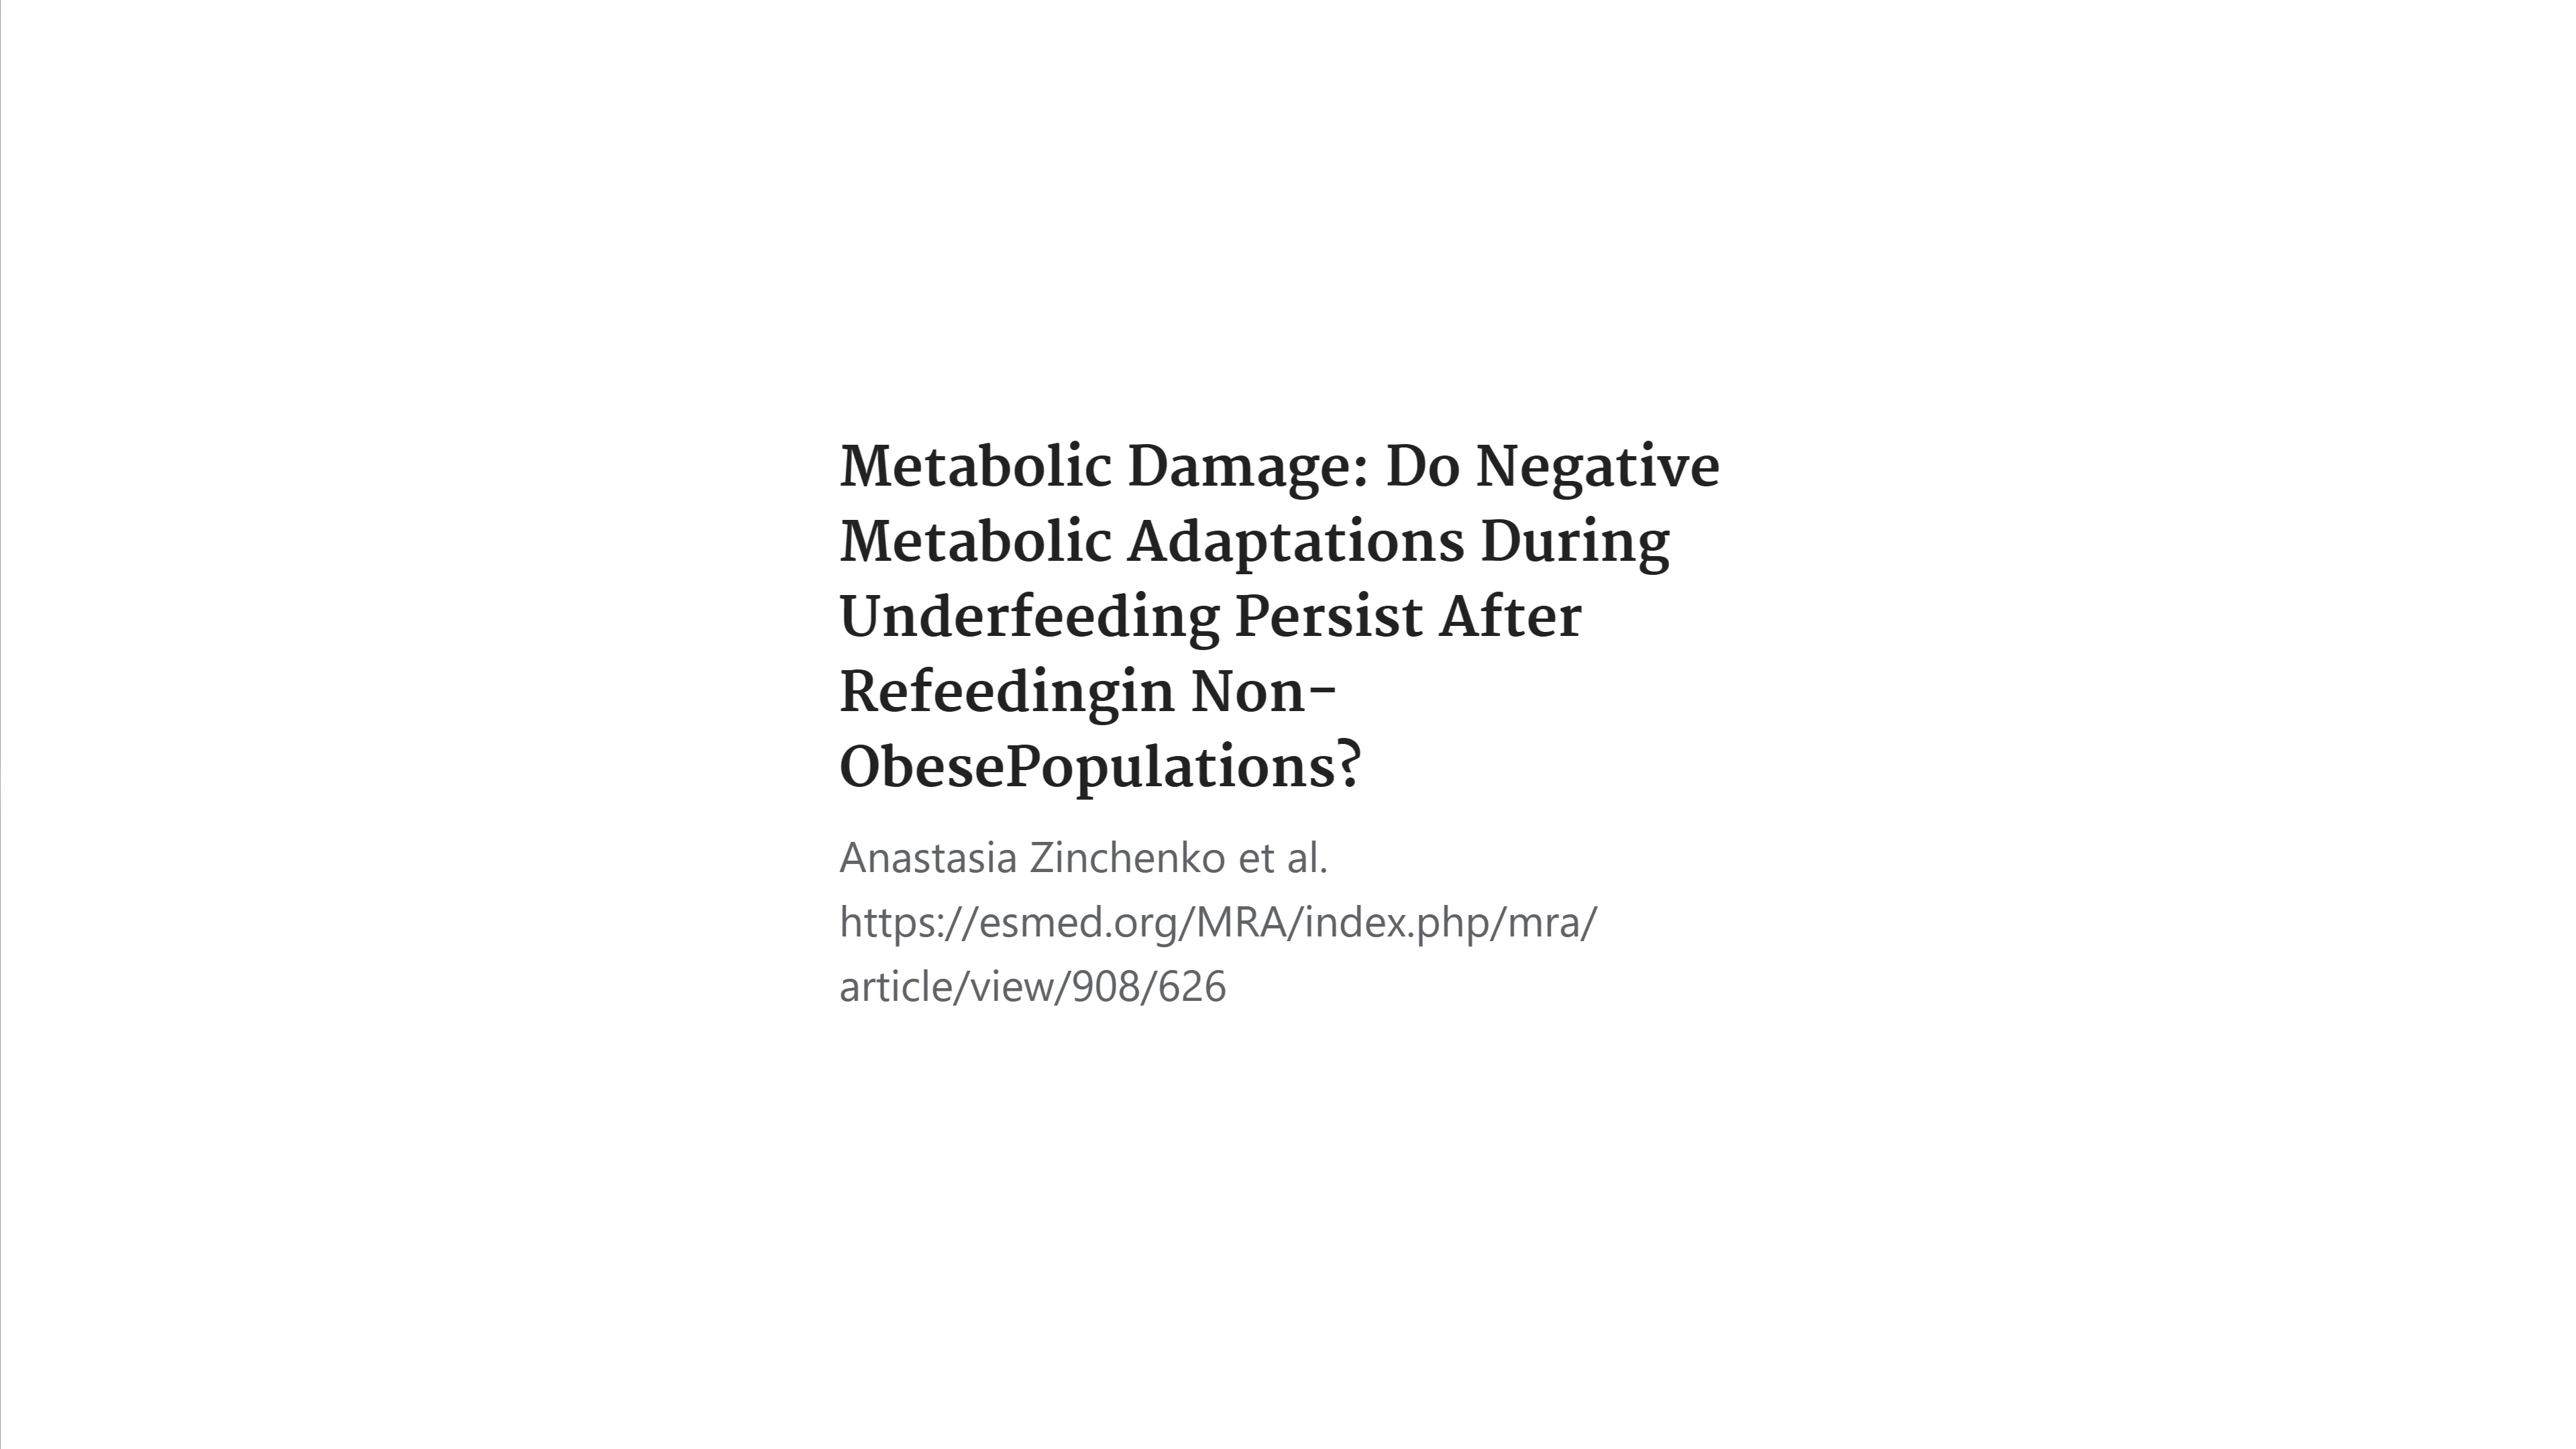 Metabolic Damage: Do Negative
Metabolic Adaptations During
Underfeeding Persist After
Refeedingin Non-
ObesePopulations?
Anastasia Zinchenko et al.
https://esmed.org/MRA/index.php/mra/
article/view/908/626